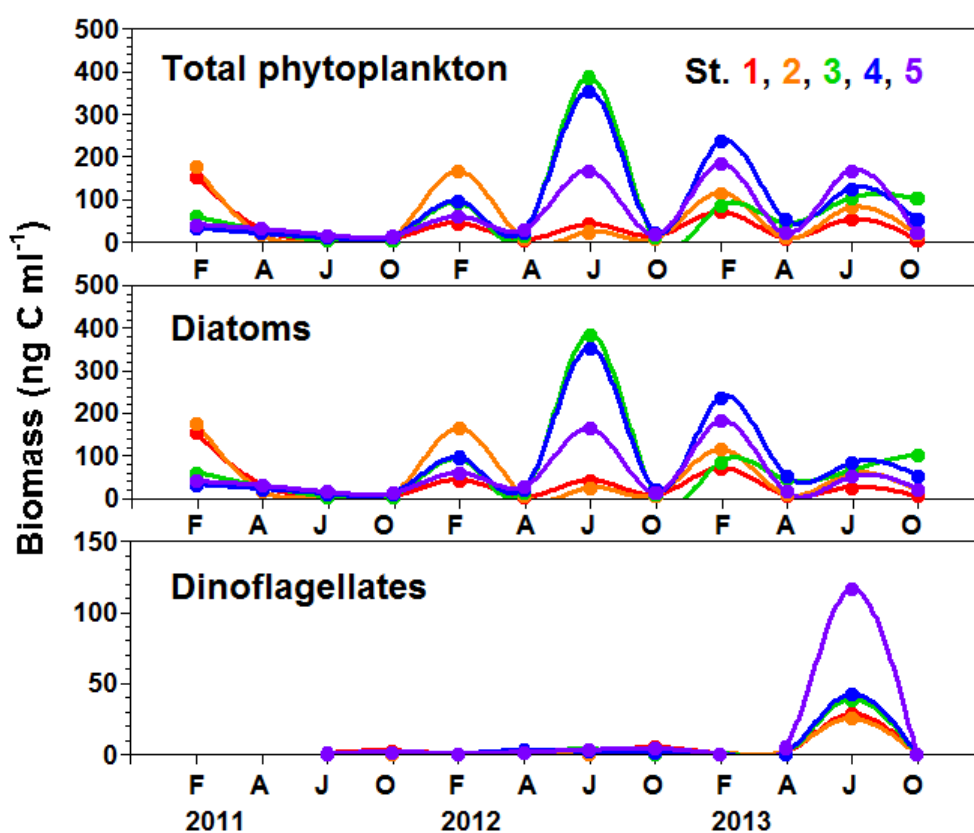 Biomass (ng C ml⁻¹)
Total phytoplankton
St. 1, 2, 3, 4, 5
500
400
300
200
100
0
F A J O F A J O F A J O
Diatoms
500
400
300
200
100
0
F A J O F A J O F A J O
Dinoflagellates
150
100
50
0
F A J O F A J O F A J O
2011 2012 2013